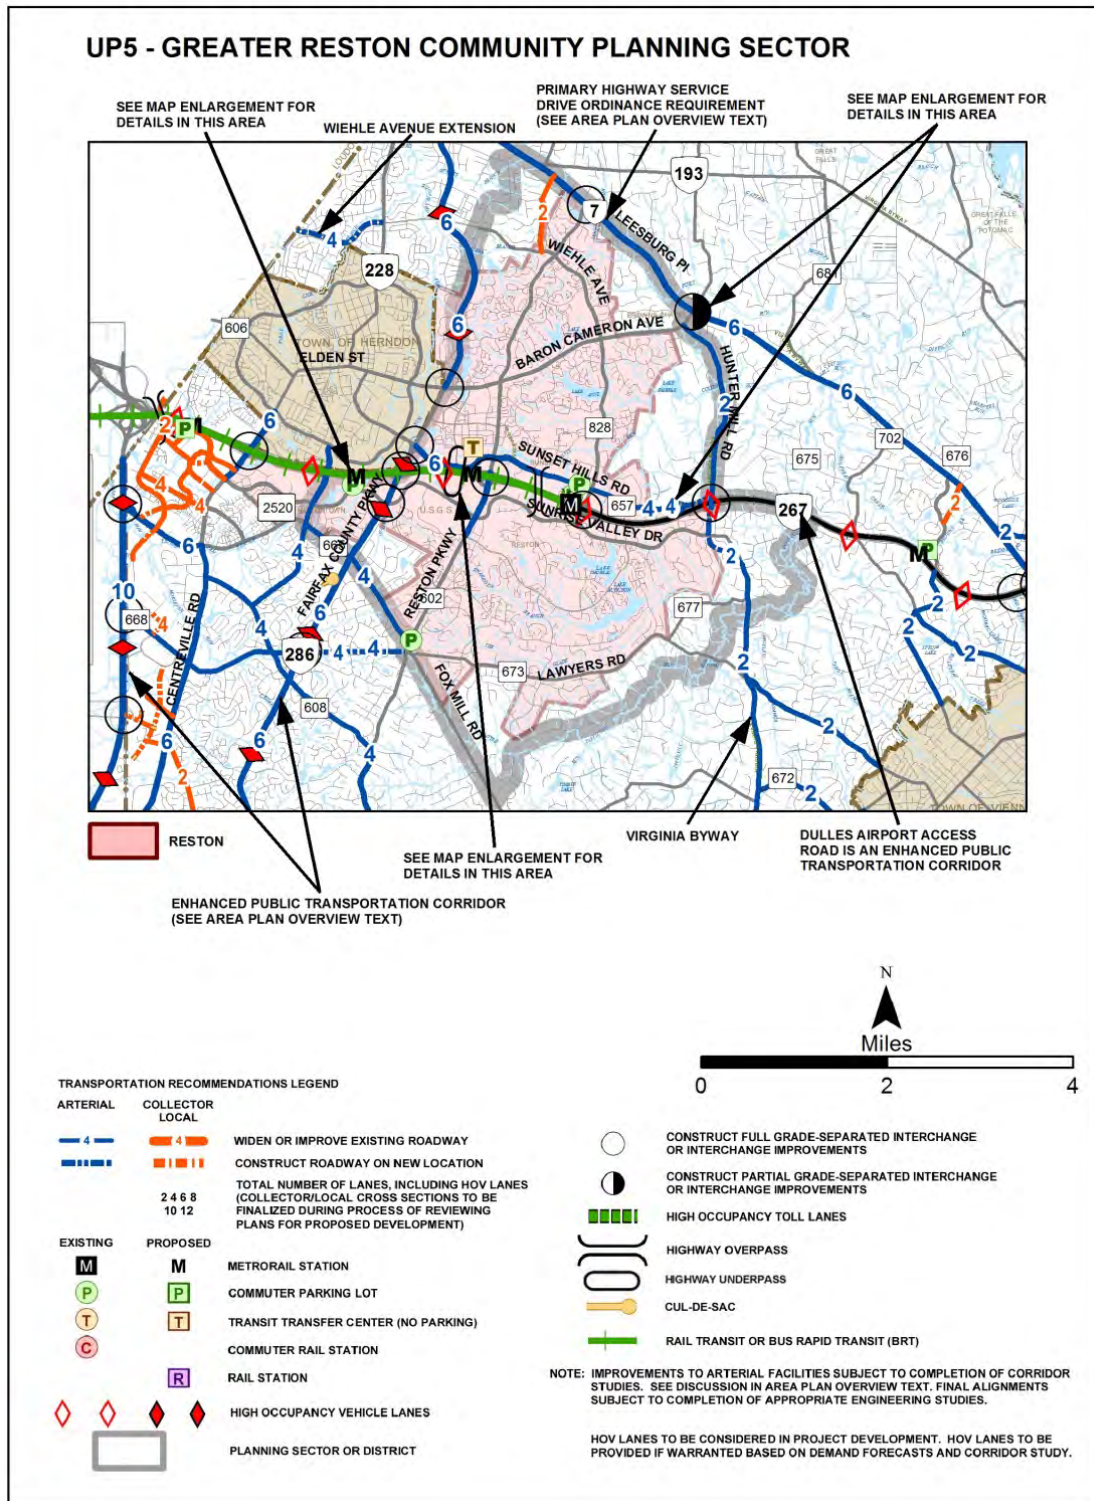 UP5 - GREATER RESTON COMMUNITY PLANNING SECTOR
SEE MAP ENLARGEMENT FOR
DETAILS IN THIS AREA
WIEHLE AVENUE EXTENSION
PRIMARY HIGHWAY SERVICE
DRIVE ORDINANCE REQUIREMENT
(SEE AREA PLAN OVERVIEW TEXT)
SEE MAP ENLARGEMENT FOR
DETAILS IN THIS AREA
193
7
LEESBURG PI
WIEHLE AVE
228
681
606
TOWN OF HERNDON
ELDEN ST
BARON CAMERON AVE
HUNTER MILL RD
828
702
676
675
SUNSET HILLS RD
657
SUNRISE VALLEY DR
267
2520
U.S.G.S.
RESTON
FAIRFAX COUNTY PKWY
RESTON PKWY
602
677
668
CENTREVILLE RD
286
673
LAWYERS RD
FOX MILL RD
608
672
TOWN OF VIENN
RESTON
SEE MAP ENLARGEMENT FOR
DETAILS IN THIS AREA
VIRGINIA BYWAY
DULLES AIRPORT ACCESS
ROAD IS AN ENHANCED PUBLIC
TRANSPORTATION CORRIDOR
ENHANCED PUBLIC TRANSPORTATION CORRIDOR
(SEE AREA PLAN OVERVIEW TEXT)
N
Miles
0 2 4
TRANSPORTATION RECOMMENDATIONS LEGEND
ARTERIAL COLLECTOR
LOCAL
4 4 WIDEN OR IMPROVE EXISTING ROADWAY
CONSTRUCT ROADWAY ON NEW LOCATION
TOTAL NUMBER OF LANES, INCLUDING HOV LANES
2 4 6 8 (COLLECTOR/LOCAL CROSS SECTIONS TO BE
10 12 FINALIZED DURING PROCESS OF REVIEWING
PLANS FOR PROPOSED DEVELOPMENT)
EXISTING PROPOSED
M M METRORAIL STATION
P P COMMUTER PARKING LOT
T T TRANSIT TRANSFER CENTER (NO PARKING)
C COMMUTER RAIL STATION
R RAIL STATION
HIGH OCCUPANCY VEHICLE LANES
PLANNING SECTOR OR DISTRICT
CONSTRUCT FULL GRADE-SEPARATED INTERCHANGE
OR INTERCHANGE IMPROVEMENTS
CONSTRUCT PARTIAL GRADE-SEPARATED INTERCHANGE
OR INTERCHANGE IMPROVEMENTS
HIGH OCCUPANCY TOLL LANES
HIGHWAY OVERPASS
HIGHWAY UNDERPASS
CUL-DE-SAC
RAIL TRANSIT OR BUS RAPID TRANSIT (BRT)
NOTE: IMPROVEMENTS TO ARTERIAL FACILITIES SUBJECT TO COMPLETION OF CORRIDOR
STUDIES. SEE DISCUSSION IN AREA PLAN OVERVIEW TEXT. FINAL ALIGNMENTS
SUBJECT TO COMPLETION OF APPROPRIATE ENGINEERING STUDIES.
HOV LANES TO BE CONSIDERED IN PROJECT DEVELOPMENT. HOV LANES TO BE
PROVIDED IF WARRANTED BASED ON DEMAND FORECASTS AND CORRIDOR STUDY.